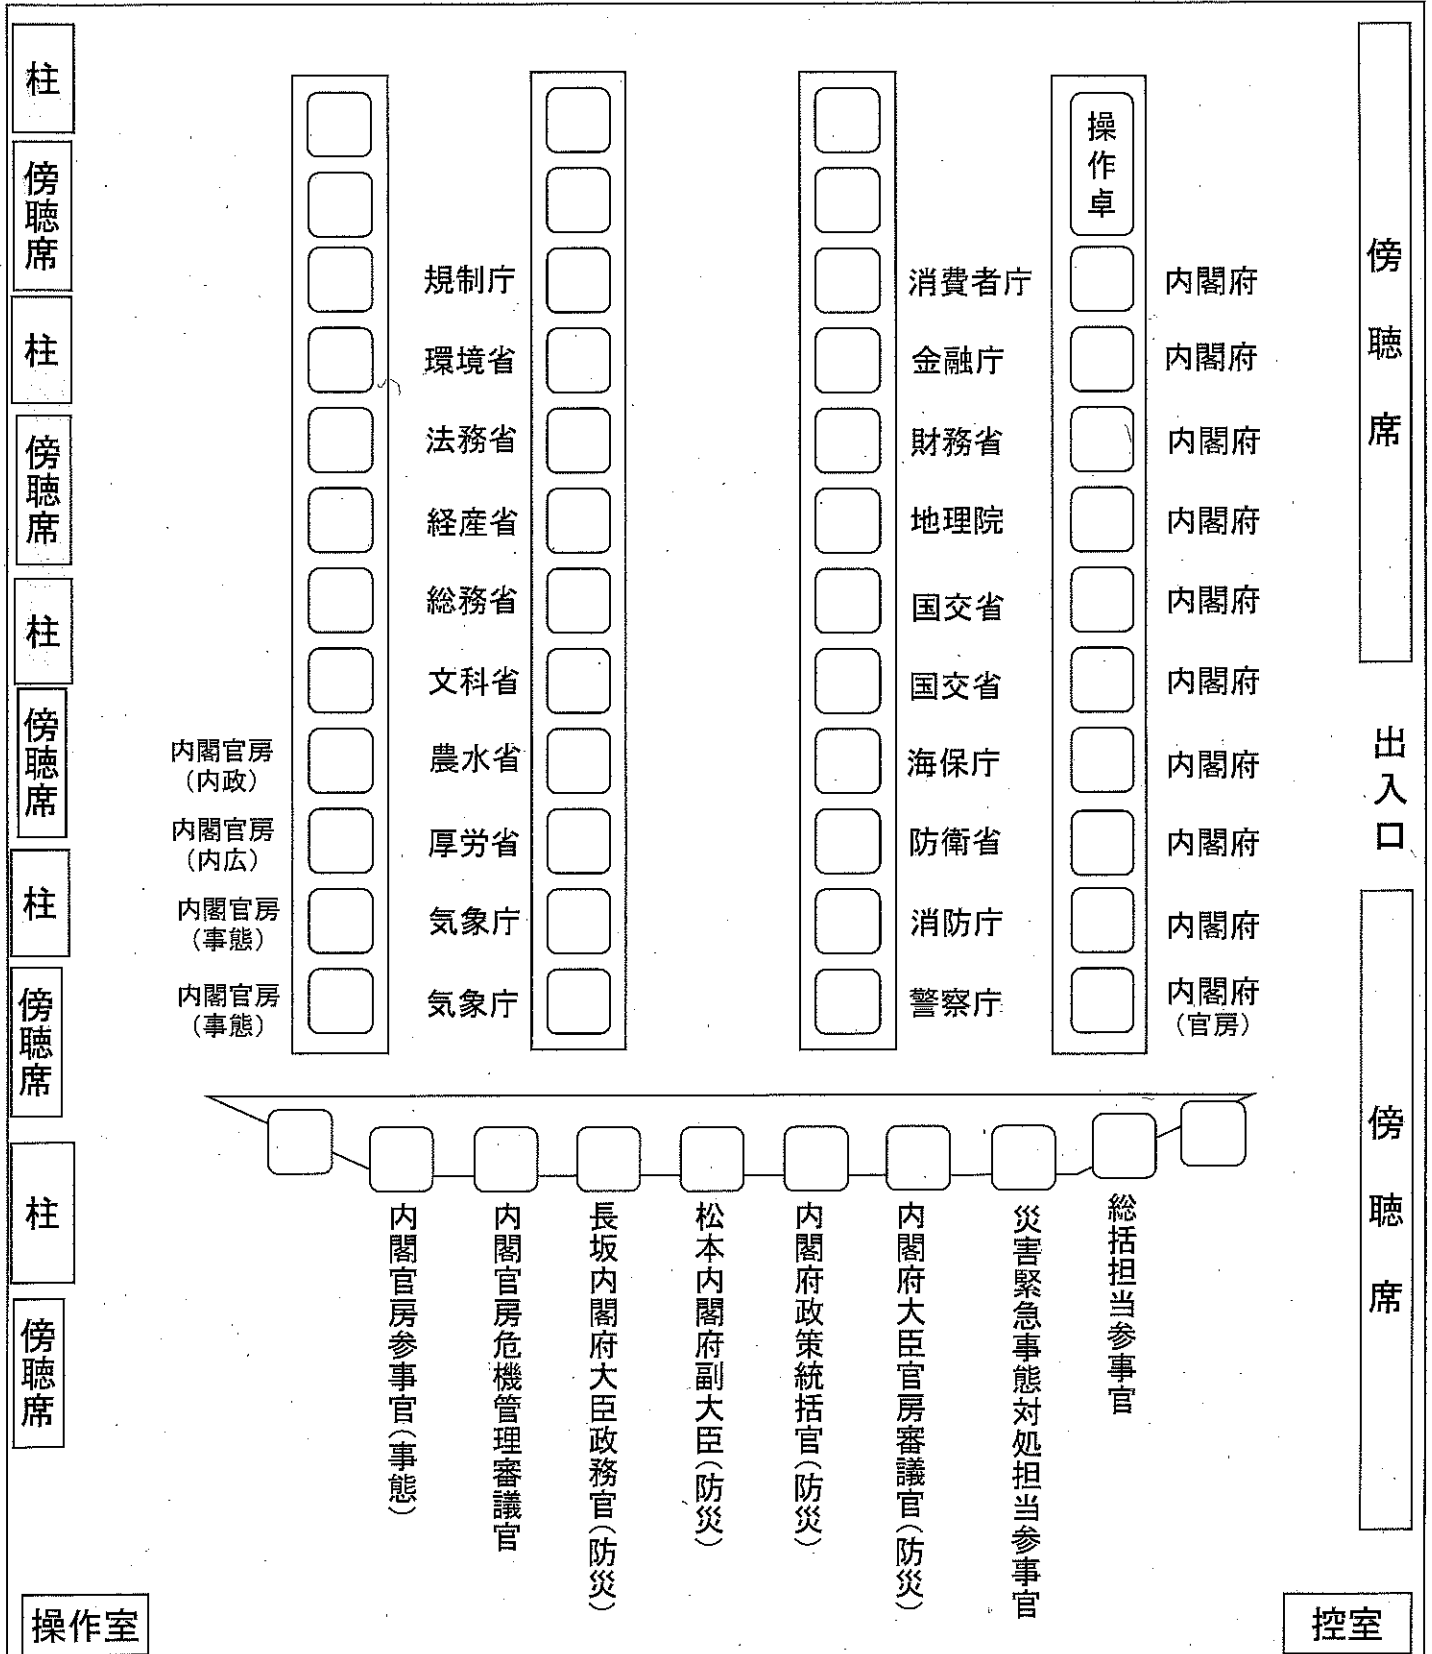 柱
傍聴席
柱
傍聴席
柱
傍聴席
柱
傍聴席
柱
傍聴席
操作卓
規制庁
消費者庁
内閣府
環境省
金融庁
内閣府
法務省
財務省
内閣府
経産省
地理院
内閣府
総務省
国交省
内閣府
文科省
国交省
内閣府
内閣官房
(内政)
農水省
海保庁
内閣府
内閣官房
(内広)
厚労省
防衛省
内閣府
内閣官房
(事態)
気象庁
消防庁
内閣府
内閣官房
(事態)
気象庁
警察庁
内閣府
(官房)
傍聴席
出入口
傍聴席
内閣官房参事官(事態)
内閣官房危機管理審議官
長坂内閣府大臣政務官(防災)
松本内閣府副大臣(防災)
内閣府政策統括官(防災)
内閣府大臣官房審議官(防災)
災害緊急事態対処担当参事官
総括担当参事官
操作室
控室